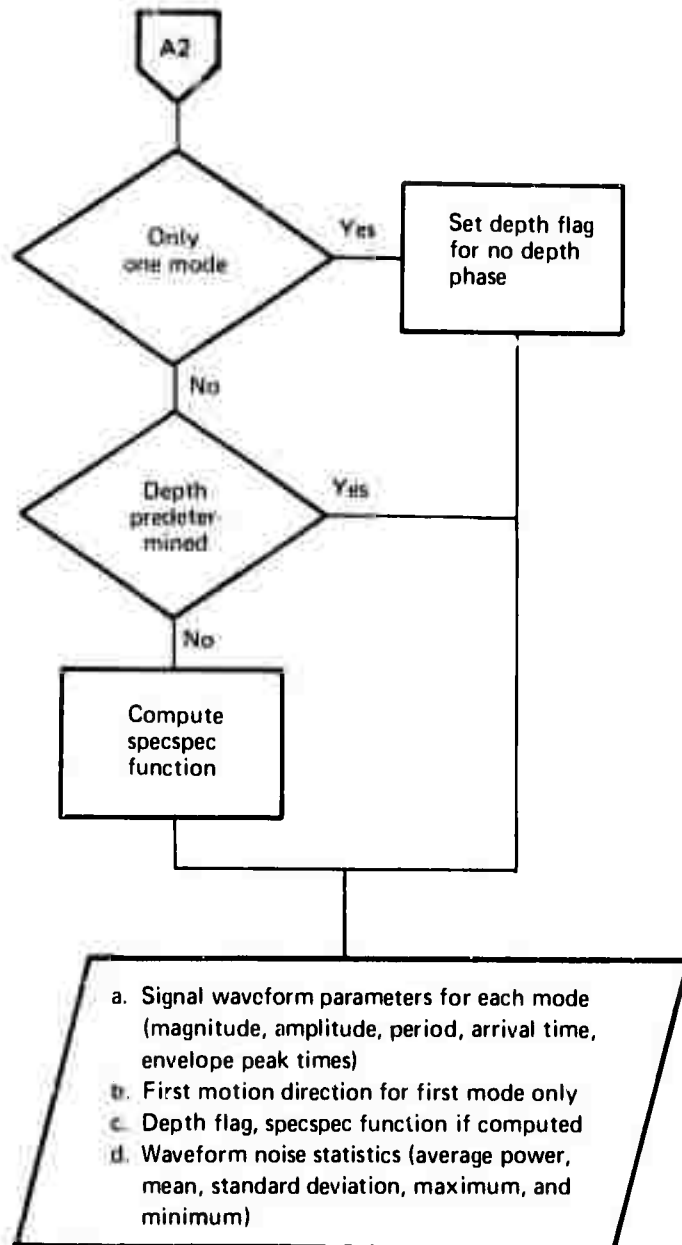 A2
Only
one mode
Yes
Set depth flag
for no depth
phase
No
Depth
predeter-
mined
Yes
No
Compute
specspec
function
a. Signal waveform parameters for each mode
(magnitude, amplitude, period, arrival time,
envelope peak times)
b. First motion direction for first mode only
c. Depth flag, specspec function if computed
d. Waveform noise statistics (average power,
mean, standard deviation, maximum, and
minimum)